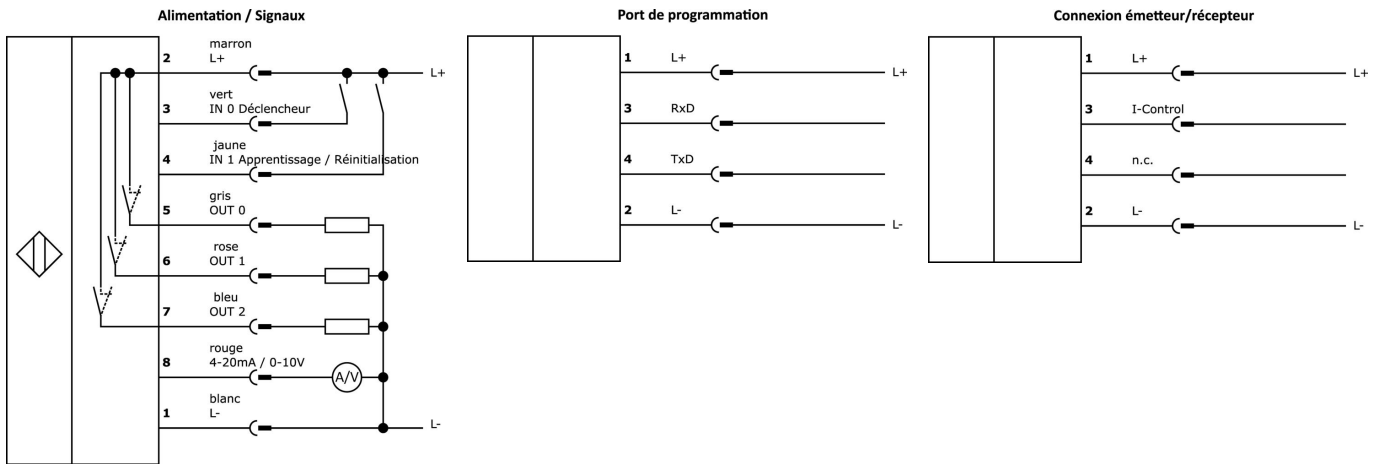 Alimentation / Signaux
marron
2 L+
L+
vert
3 IN 0 Déclencheur
jaune
4 IN 1 Apprentissage / Réinitialisation
gris
5 OUT 0
rose
6 OUT 1
bleu
7 OUT 2
rouge
8 4-20mA / 0-10V
A/V
blanc
1 L-
L-
Port de programmation
1 L+
L+
3 RxD
4 TxD
2 L-
L-
Connexion émetteur/récepteur
1 L+
L+
3 I-Control
4 n.c.
2 L-
L-